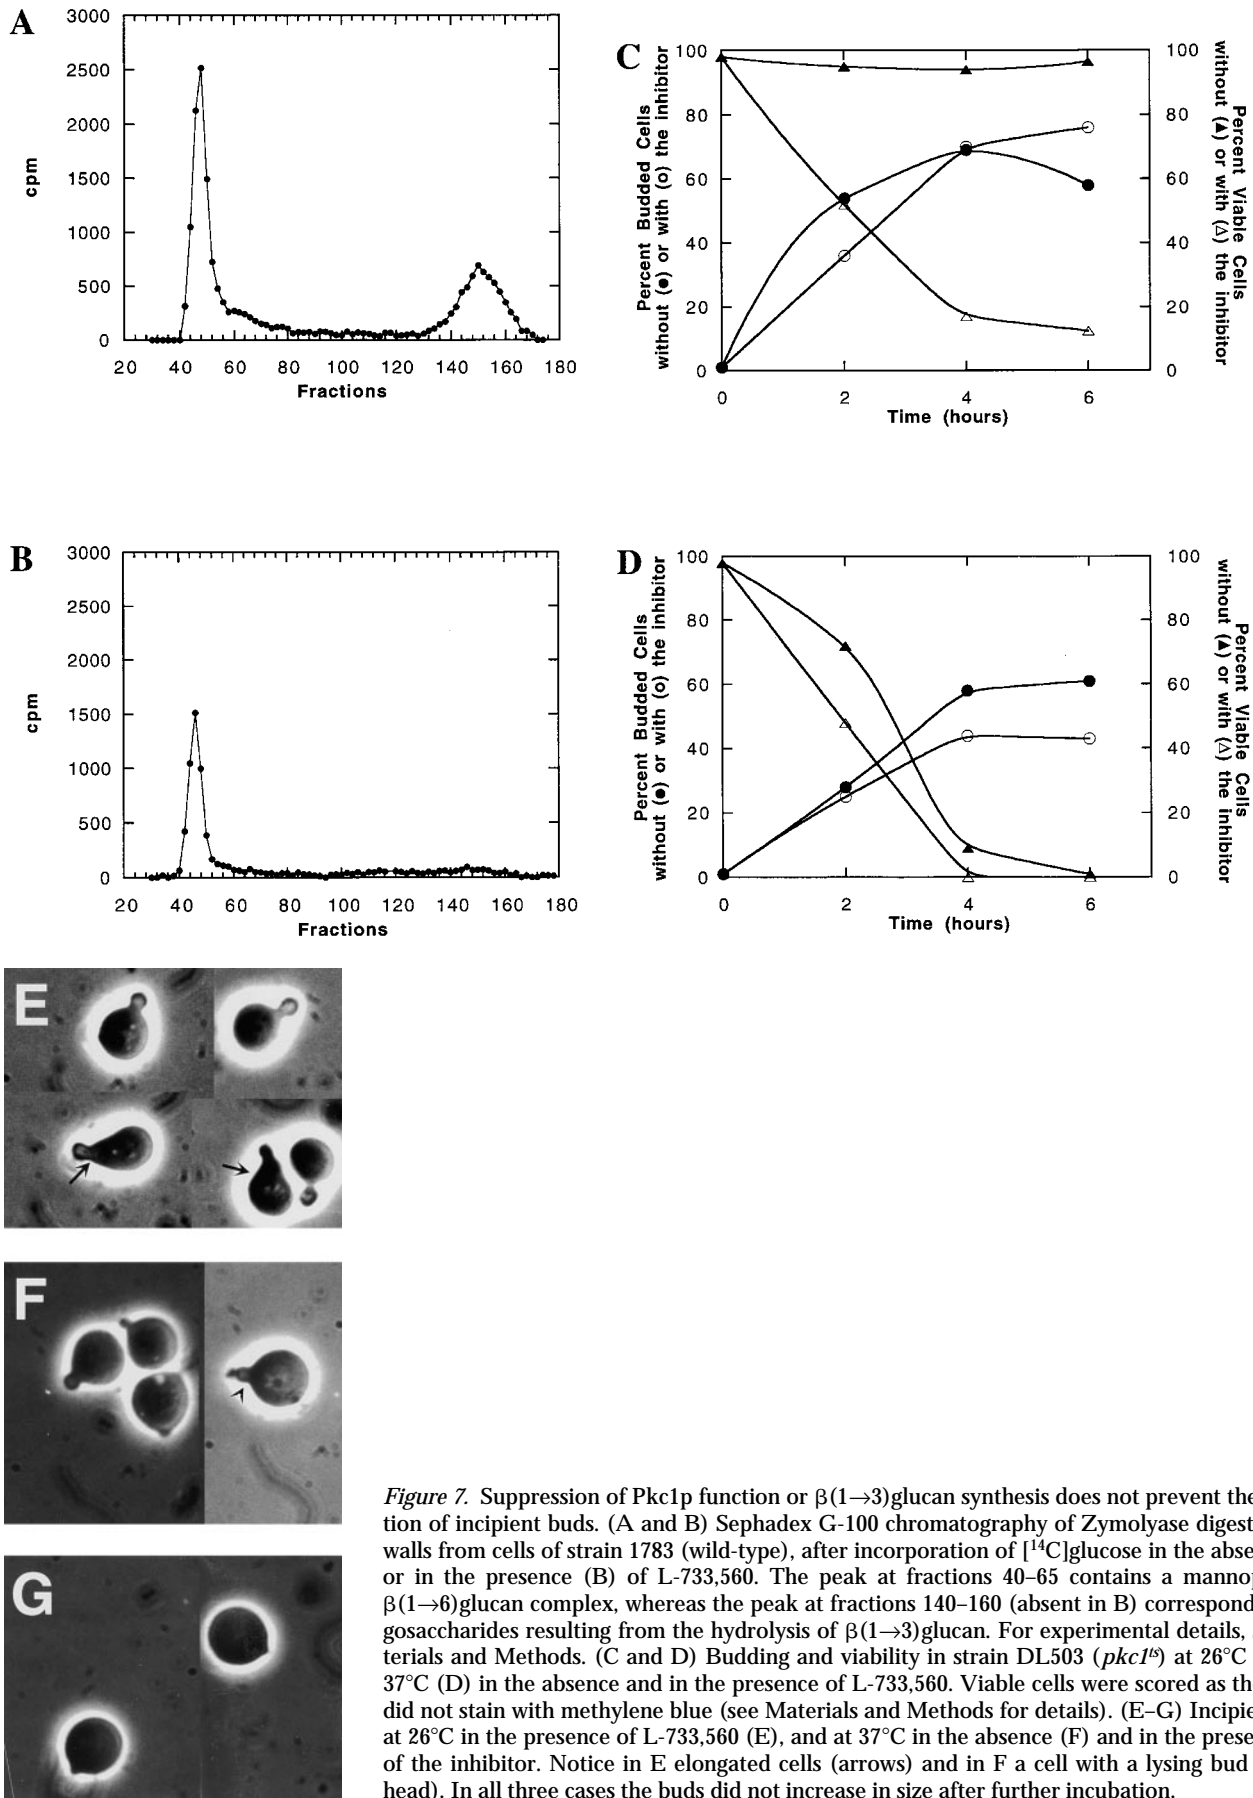 A
3000
2500
2000
1500
1000
500
0
cpm
20 40 60 80 100 120 140 160 180
Fractions
C
100
80
60
40
20
0
Percent Budded Cells
without (●) or with (o) the inhibitor
100
80
60
40
20
0
Percent Viable Cells
without (▲) or with (△) the inhibitor
0 2 4 6
Time (hours)
B
3000
2500
2000
1500
1000
500
0
cpm
20 40 60 80 100 120 140 160 180
Fractions
D
100
80
60
40
20
0
Percent Budded Cells
without (●) or with (o) the inhibitor
100
80
60
40
20
0
Percent Viable Cells
without (▲) or with (△) the inhibitor
0 2 4 6
Time (hours)
E
F
G
Figure 7. Suppression of Pkc1p function or β(1→3)glucan synthesis does not prevent the
tion of incipient buds. (A and B) Sephadex G-100 chromatography of Zymolyase digest
walls from cells of strain 1783 (wild-type), after incorporation of [¹⁴C]glucose in the abse
or in the presence (B) of L-733,560. The peak at fractions 40–65 contains a manno
β(1→6)glucan complex, whereas the peak at fractions 140–160 (absent in B) correspond
gosaccharides resulting from the hydrolysis of β(1→3)glucan. For experimental details,
terials and Methods. (C and D) Budding and viability in strain DL503 (pkc1ᵗˢ) at 26°C
37°C (D) in the absence and in the presence of L-733,560. Viable cells were scored as the
did not stain with methylene blue (see Materials and Methods for details). (E–G) Incipie
at 26°C in the presence of L-733,560 (E), and at 37°C in the absence (F) and in the prese
of the inhibitor. Notice in E elongated cells (arrows) and in F a cell with a lysing bud
head). In all three cases the buds did not increase in size after further incubation.